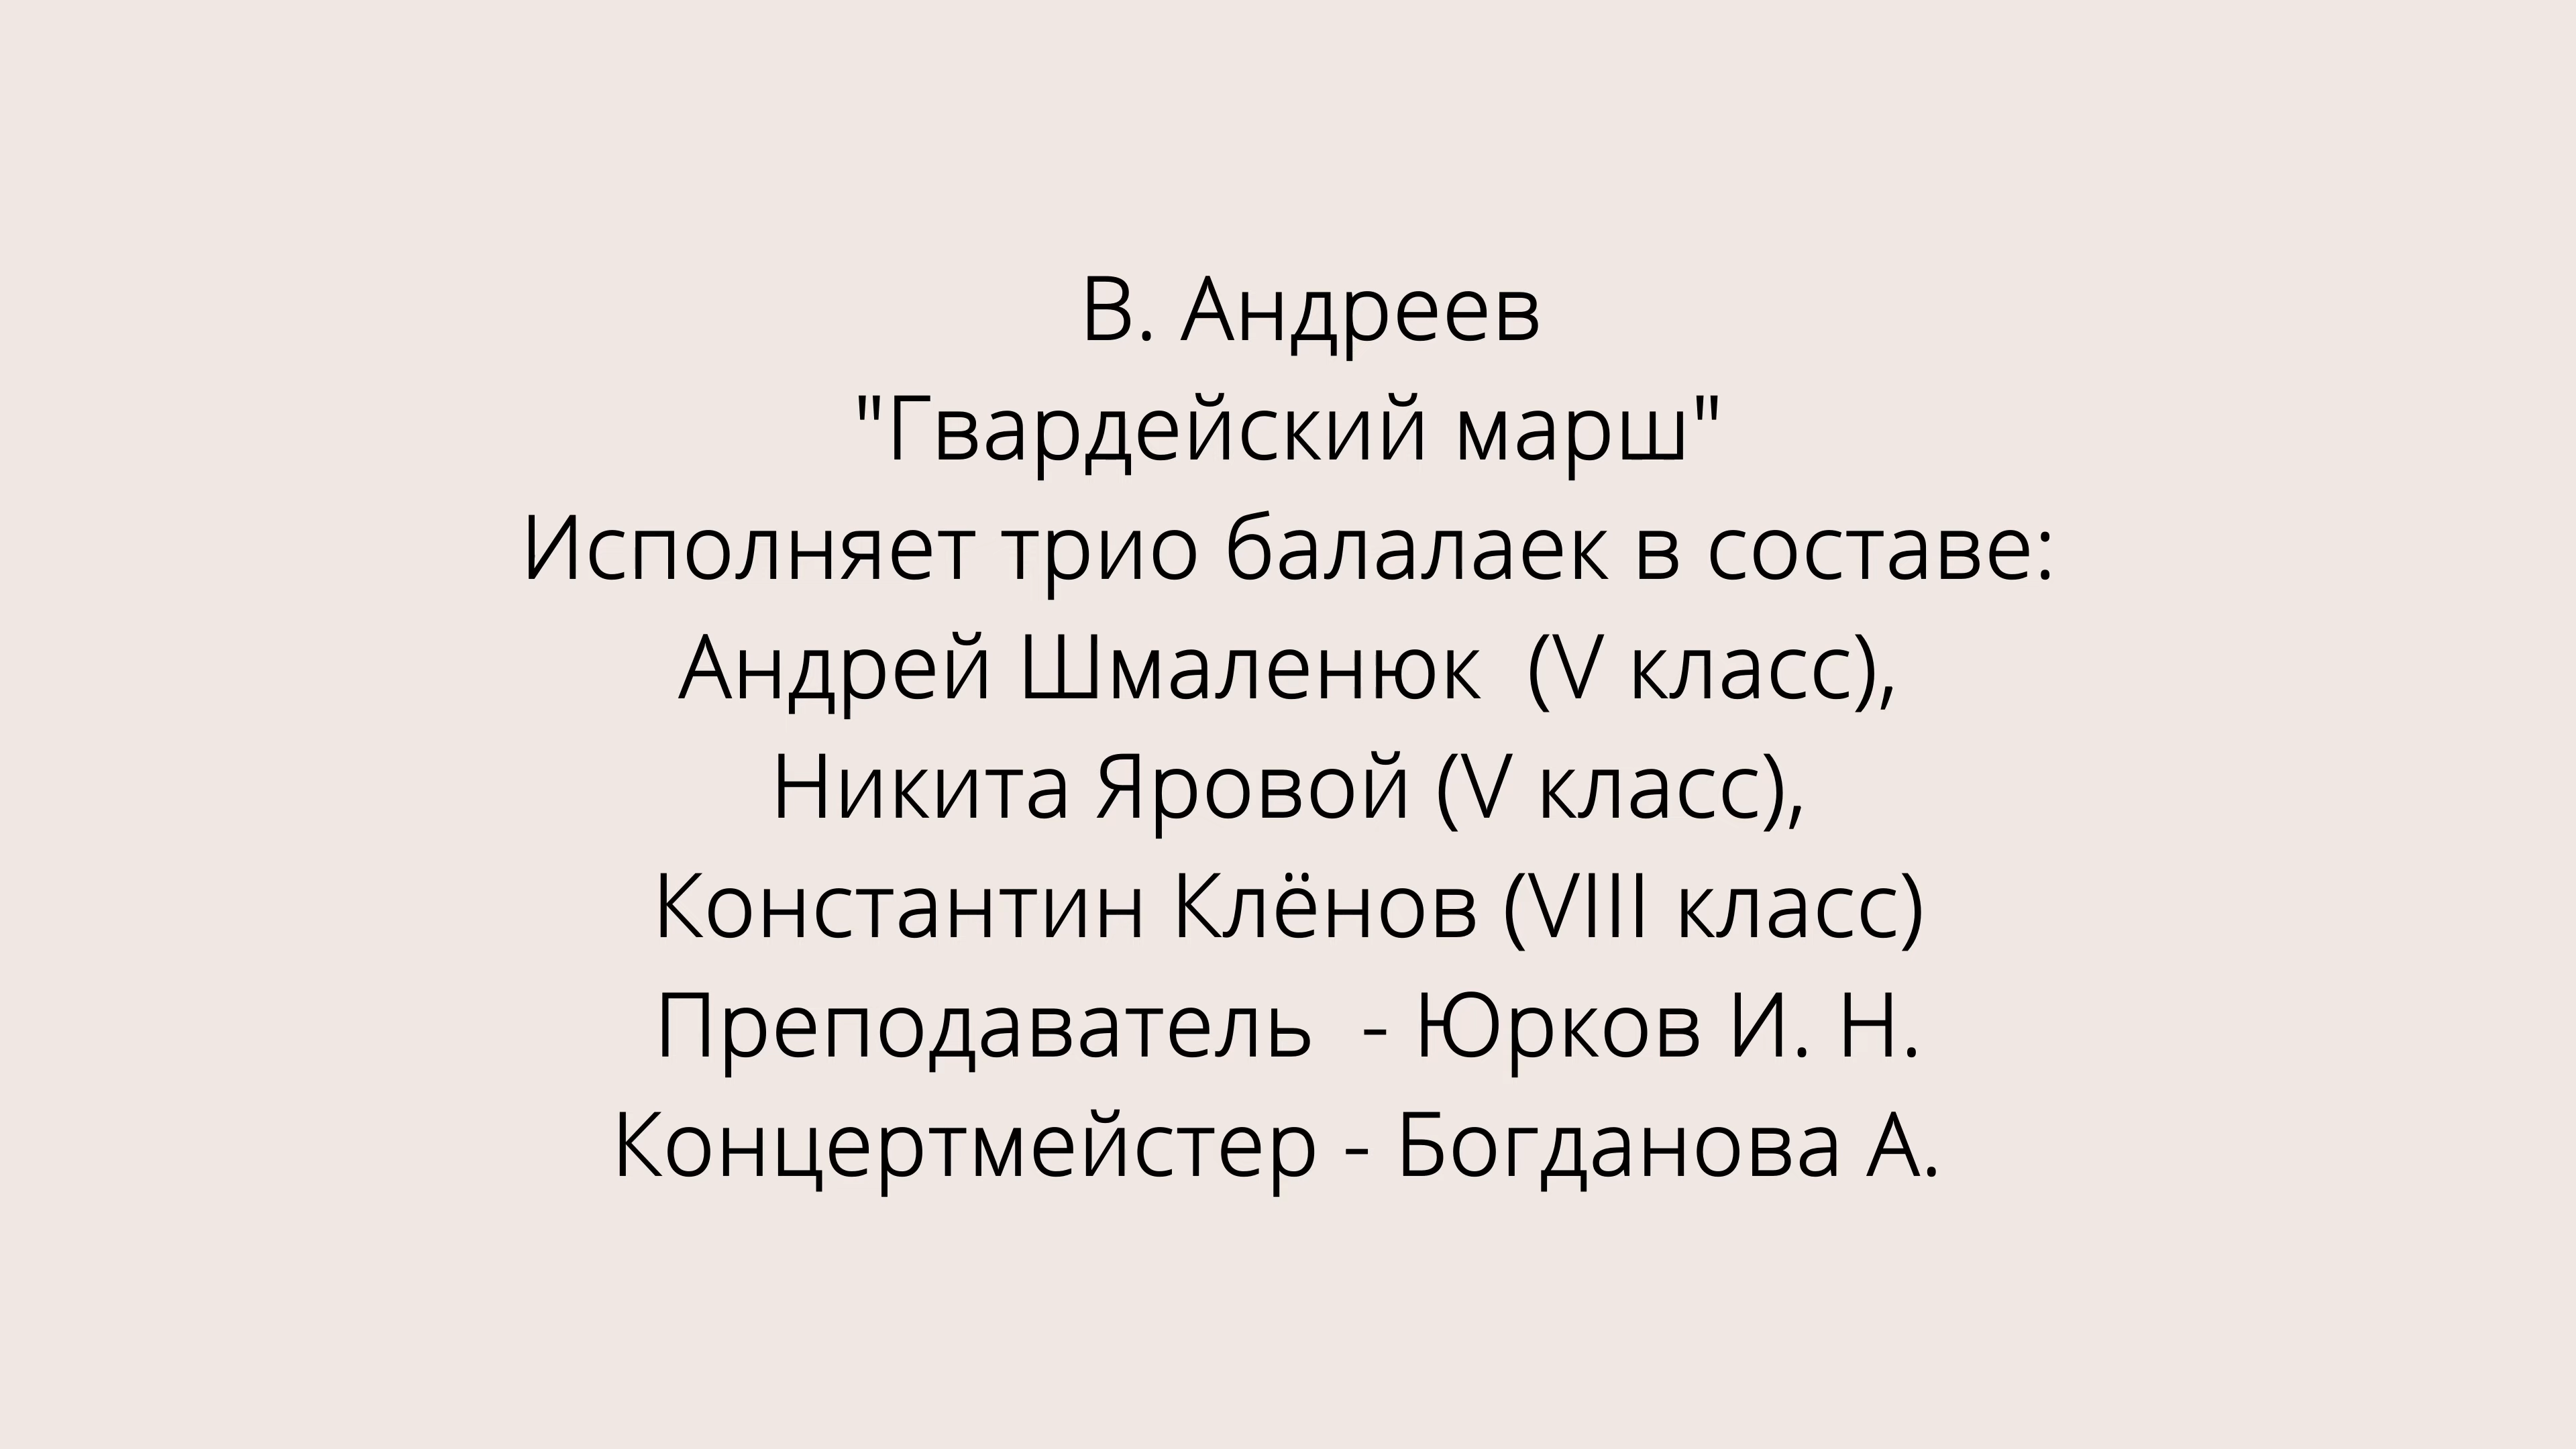 В. Андреев
"Гвардейский марш"
Исполняет трио балалаек в составе:
Андрей Шмаленюк  (V класс),
Никита Яровой (V класс),
Константин Клёнов (VIII класс)
Преподаватель  - Юрков И. Н.
Концертмейстер - Богданова А.